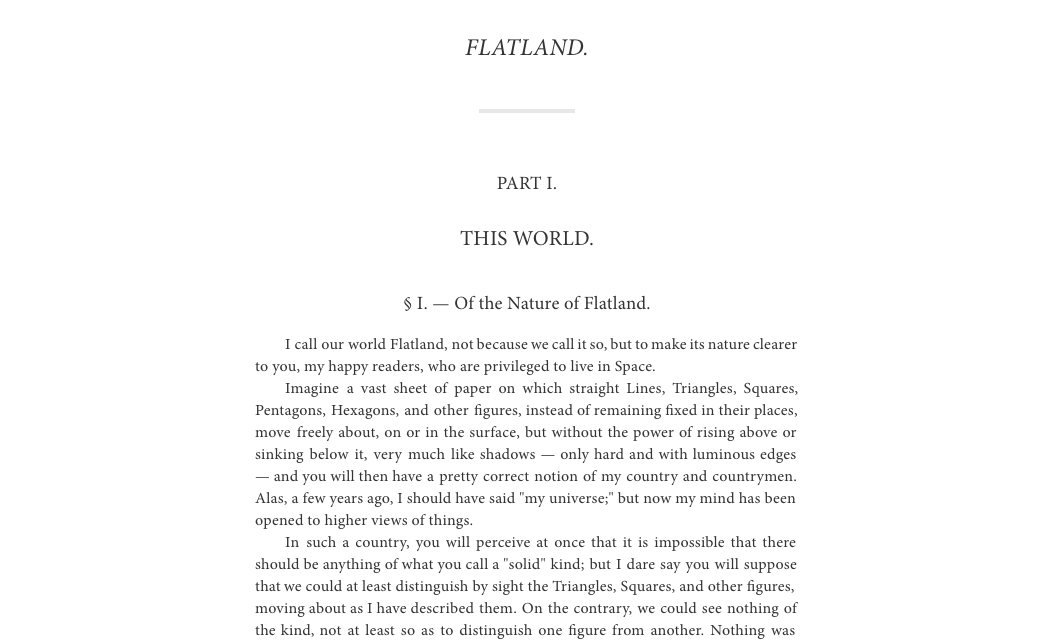 FLATLAND.
PART I.
THIS WORLD.
§ I. — Of the Nature of Flatland.
I call our world Flatland, not because we call it so, but to make its nature clearer
to you, my happy readers, who are privileged to live in Space.
Imagine a vast sheet of paper on which straight Lines, Triangles, Squares,
Pentagons, Hexagons, and other figures, instead of remaining fixed in their places,
move freely about, on or in the surface, but without the power of rising above or
sinking below it, very much like shadows — only hard and with luminous edges
— and you will then have a pretty correct notion of my country and countrymen.
Alas, a few years ago, I should have said "my universe;" but now my mind has been
opened to higher views of things.
In such a country, you will perceive at once that it is impossible that there
should be anything of what you call a "solid" kind; but I dare say you will suppose
that we could at least distinguish by sight the Triangles, Squares, and other figures,
moving about as I have described them. On the contrary, we could see nothing of
the kind, not at least so as to distinguish one figure from another. Nothing was